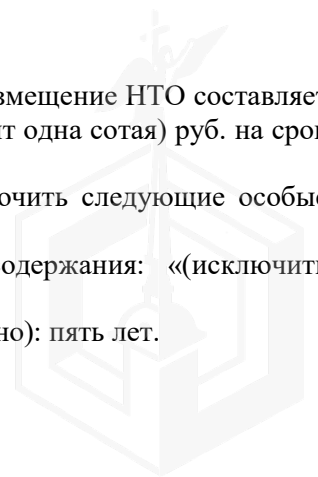 змещение НТО составляет
т одна сотая) руб. на срок
очить следующие особые
одержания: «(исключить
но): пять лет.